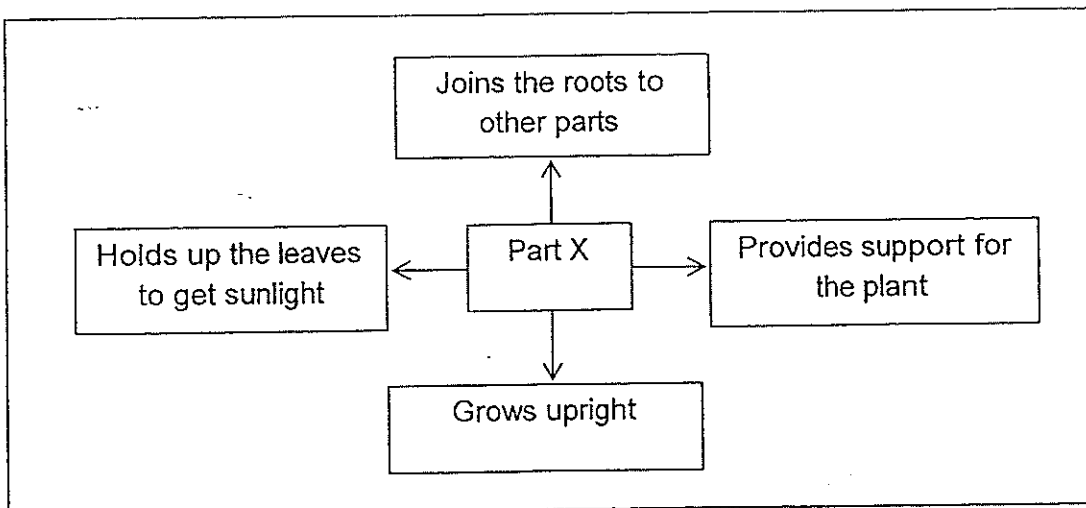 Joins the roots to
other parts
Holds up the leaves
to get sunlight
Part X
Provides support for
the plant
Grows upright